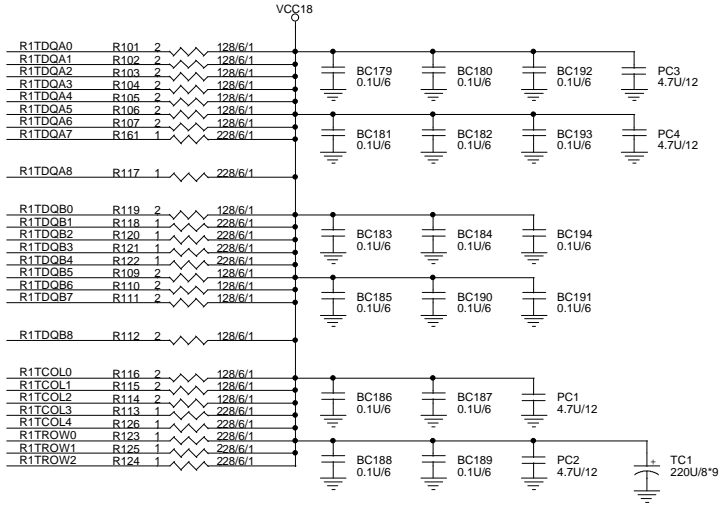 VCC18
R1TDQA0 R101 2 128/6/1
R1TDQA1 R102 2 128/6/1
R1TDQA2 R103 2 128/6/1
R1TDQA3 R104 2 128/6/1
R1TDQA4 R105 2 128/6/1
R1TDQA5 R106 2 128/6/1
R1TDQA6 R107 2 128/6/1
R1TDQA7 R161 1 228/6/1
R1TDQA8 R117 1 228/6/1
R1TDQB0 R119 2 128/6/1
R1TDQB1 R118 1 228/6/1
R1TDQB2 R120 1 228/6/1
R1TDQB3 R121 1 228/6/1
R1TDQB4 R122 1 228/6/1
R1TDQB5 R109 2 128/6/1
R1TDQB6 R110 2 128/6/1
R1TDQB7 R111 2 128/6/1
R1TDQB8 R112 2 128/6/1
R1TCOL0 R116 2 128/6/1
R1TCOL1 R115 2 128/6/1
R1TCOL2 R114 2 128/6/1
R1TCOL3 R113 1 228/6/1
R1TCOL4 R126 1 228/6/1
R1TROW0 R123 1 228/6/1
R1TROW1 R125 1 228/6/1
R1TROW2 R124 1 228/6/1
BC179 BC180 BC192 PC3
0.1U/6 0.1U/6 0.1U/6 4.7U/12
BC181 BC182 BC193 PC4
0.1U/6 0.1U/6 0.1U/6 4.7U/12
BC183 BC184 BC194
0.1U/6 0.1U/6 0.1U/6
BC185 BC190 BC191
0.1U/6 0.1U/6 0.1U/6
BC186 BC187 PC1
0.1U/6 0.1U/6 4.7U/12
BC188 BC189 PC2 + TC1
0.1U/6 0.1U/6 4.7U/12 220U/8*9